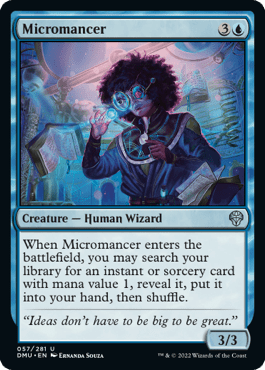 Micromancer 3
Creature — Human Wizard
When Micromancer enters the
battlefield, you may search your
library for an instant or sorcery card
with mana value 1, reveal it, put it
into your hand, then shuffle.
“Ideas don’t have to be big to be great.”
3/3
057/281 U
DMU • EN Ernanda Souza
™ & © 2022 Wizards of the Coast